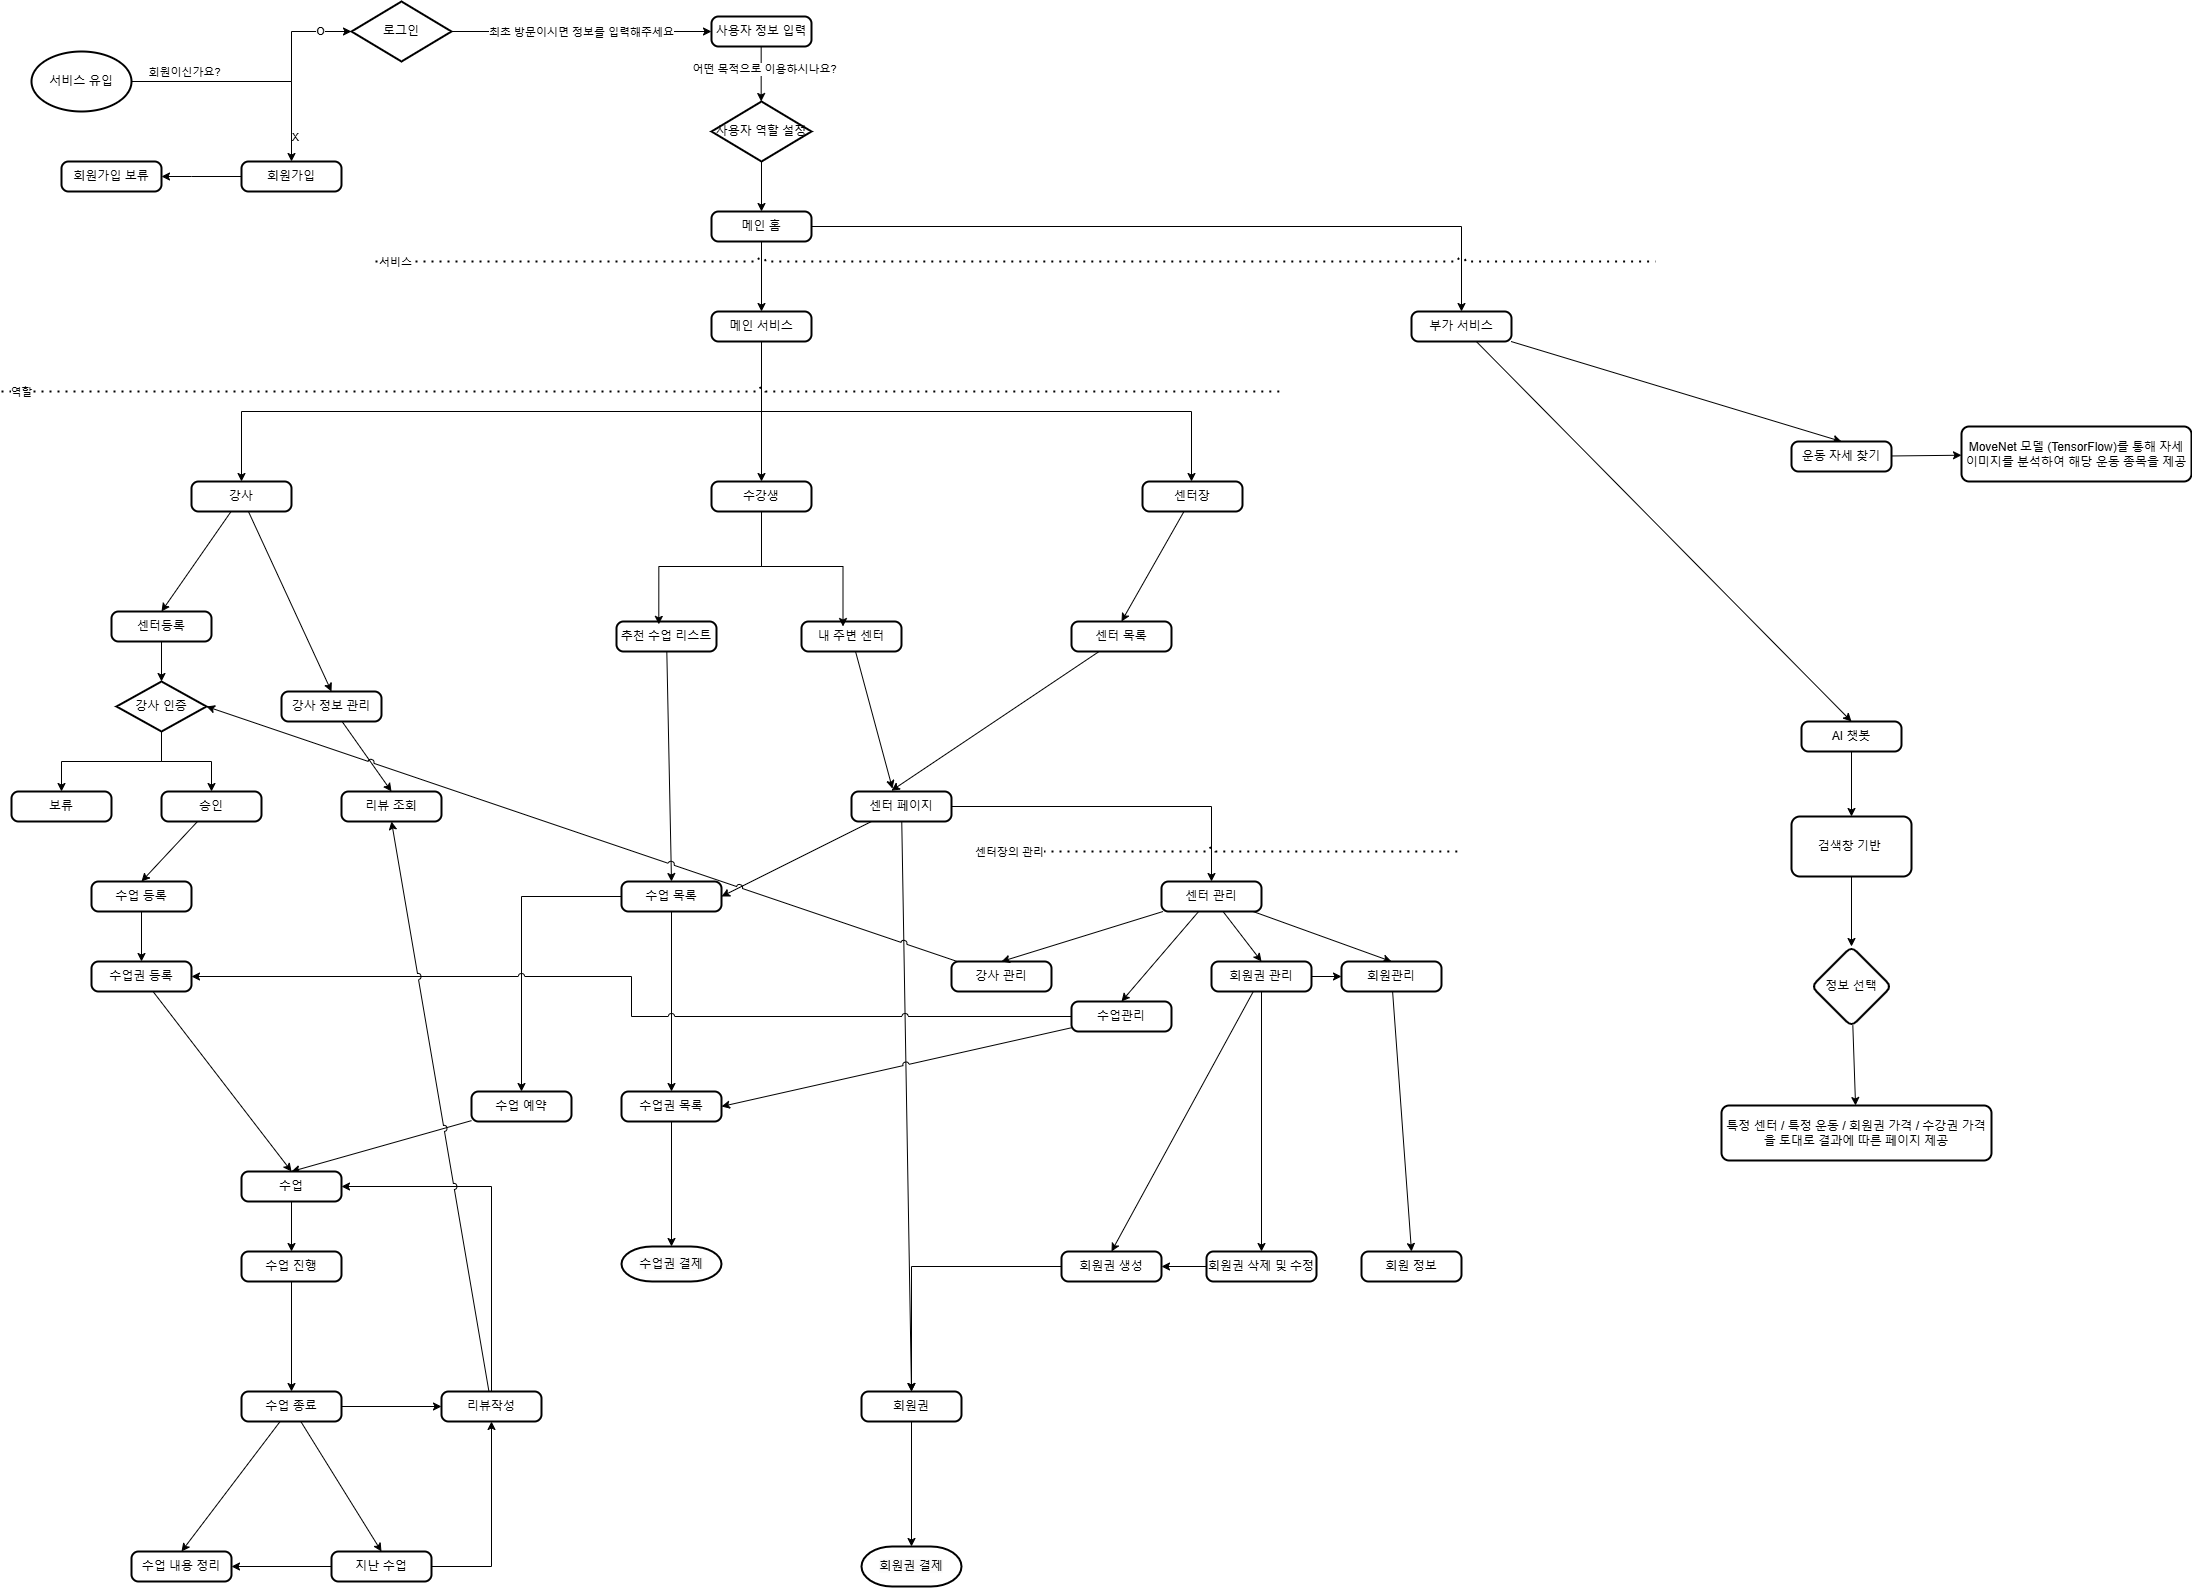 로그인
O
최초 방문이시면 정보를 입력해주세요
사용자 정보 입력
서비스 유입
회원이신가요?
어떤 목적으로 이용하시나요?
X
사용자 역할 설정
회원가입 보류
회원가입
메인 홈
서비스
메인 서비스
부가 서비스
역할
운동 자세 찾기
MoveNet 모델 (TensorFlow)를 통해 자세
이미지를 분석하여 해당 운동 종목을 제공
강사
수강생
센터장
센터등록
추천 수업 리스트
내 주변 센터
센터 목록
강사 인증
강사 정보 관리
AI 챗봇
보류
승인
리뷰 조회
센터 페이지
검색창 기반
센터장의 관리
수업 등록
수업 목록
센터 관리
수업권 등록
강사 관리
회원권 관리
회원관리
정보 선택
수업관리
수업 예약
수업권 목록
특정 센터 / 특정 운동 / 회원권 가격 / 수강권 가격
을 토대로 결과에 따른 페이지 제공
수업
수업 진행
수업권 결제
회원권 생성
회원권 삭제 및 수정
회원 정보
수업 종료
리뷰작성
회원권
수업 내용 정리
지난 수업
회원권 결제